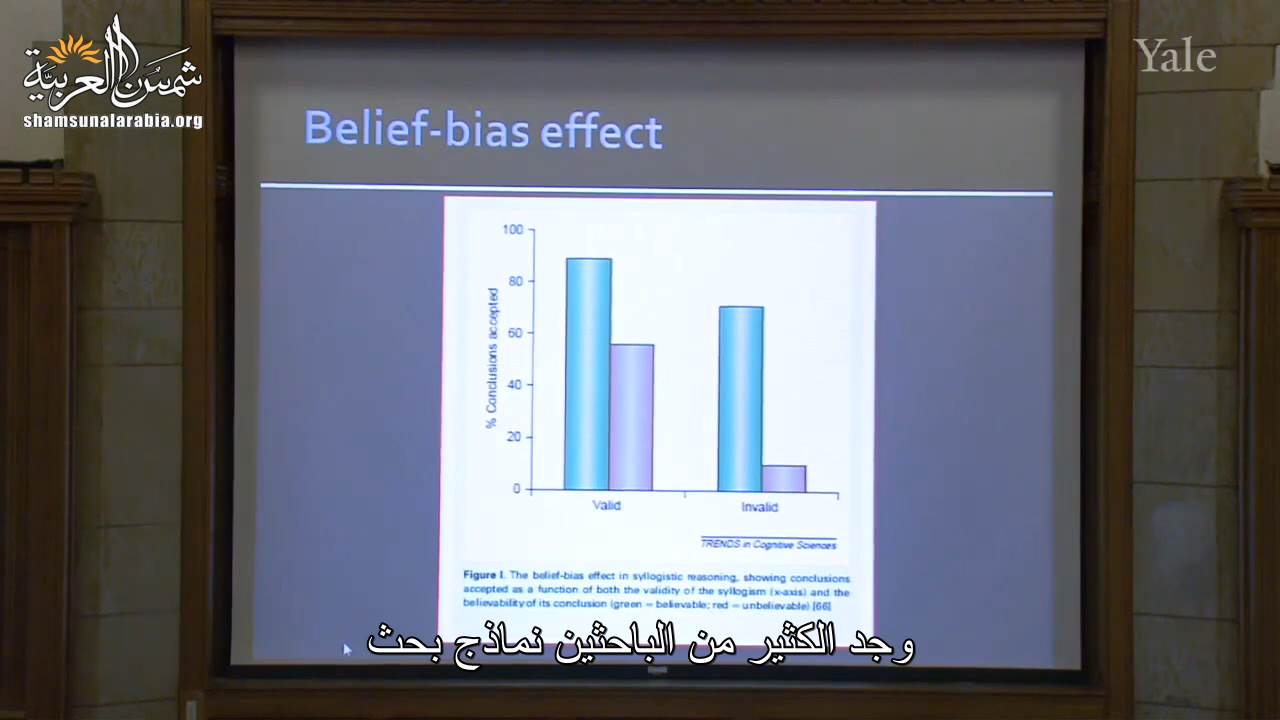 شمس العربية
shamsunalarabia.org
Yale
Belief-bias effect
100
80
60
40
20
0
% Conclusions accepted
Valid
Invalid
TRENDS in Cognitive Sciences
Figure I. The belief-bias effect in syllogistic reasoning, showing conclusions
accepted as a function of both the validity of the syllogism (x-axis) and the
believability of its conclusion (green = believable; red = unbelievable) [66]
وجد الكثير من الباحثين نماذج بحث